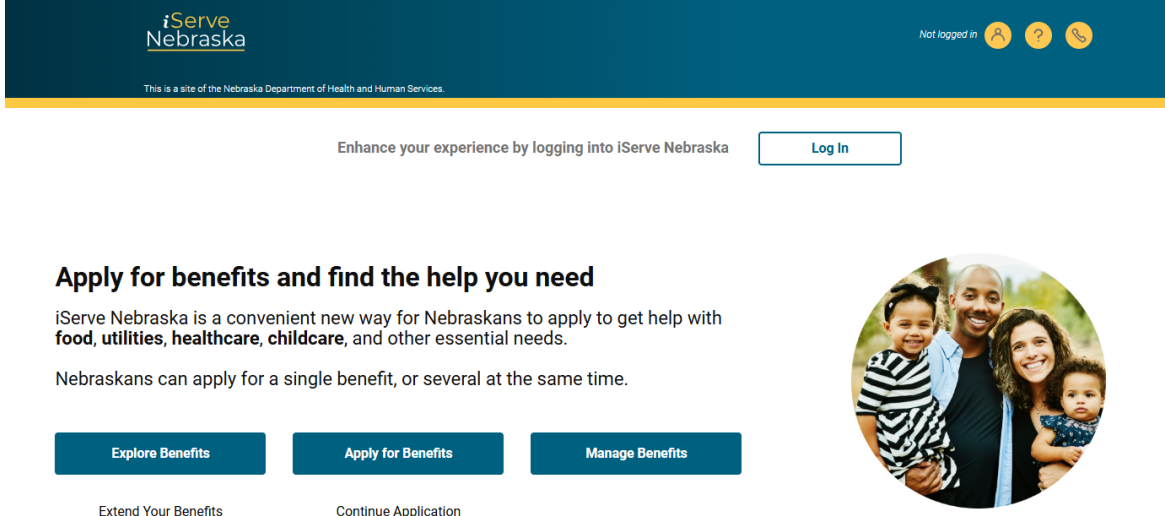 iServe
Nebraska
Not logged in
?
This is a site of the Nebraska Department of Health and Human Services.
Enhance your experience by logging into iServe Nebraska
Log In
Apply for benefits and find the help you need
iServe Nebraska is a convenient new way for Nebraskans to apply to get help with
food, utilities, healthcare, childcare, and other essential needs.
Nebraskans can apply for a single benefit, or several at the same time.
Explore Benefits
Apply for Benefits
Manage Benefits
Extend Your Benefits
Continue Application